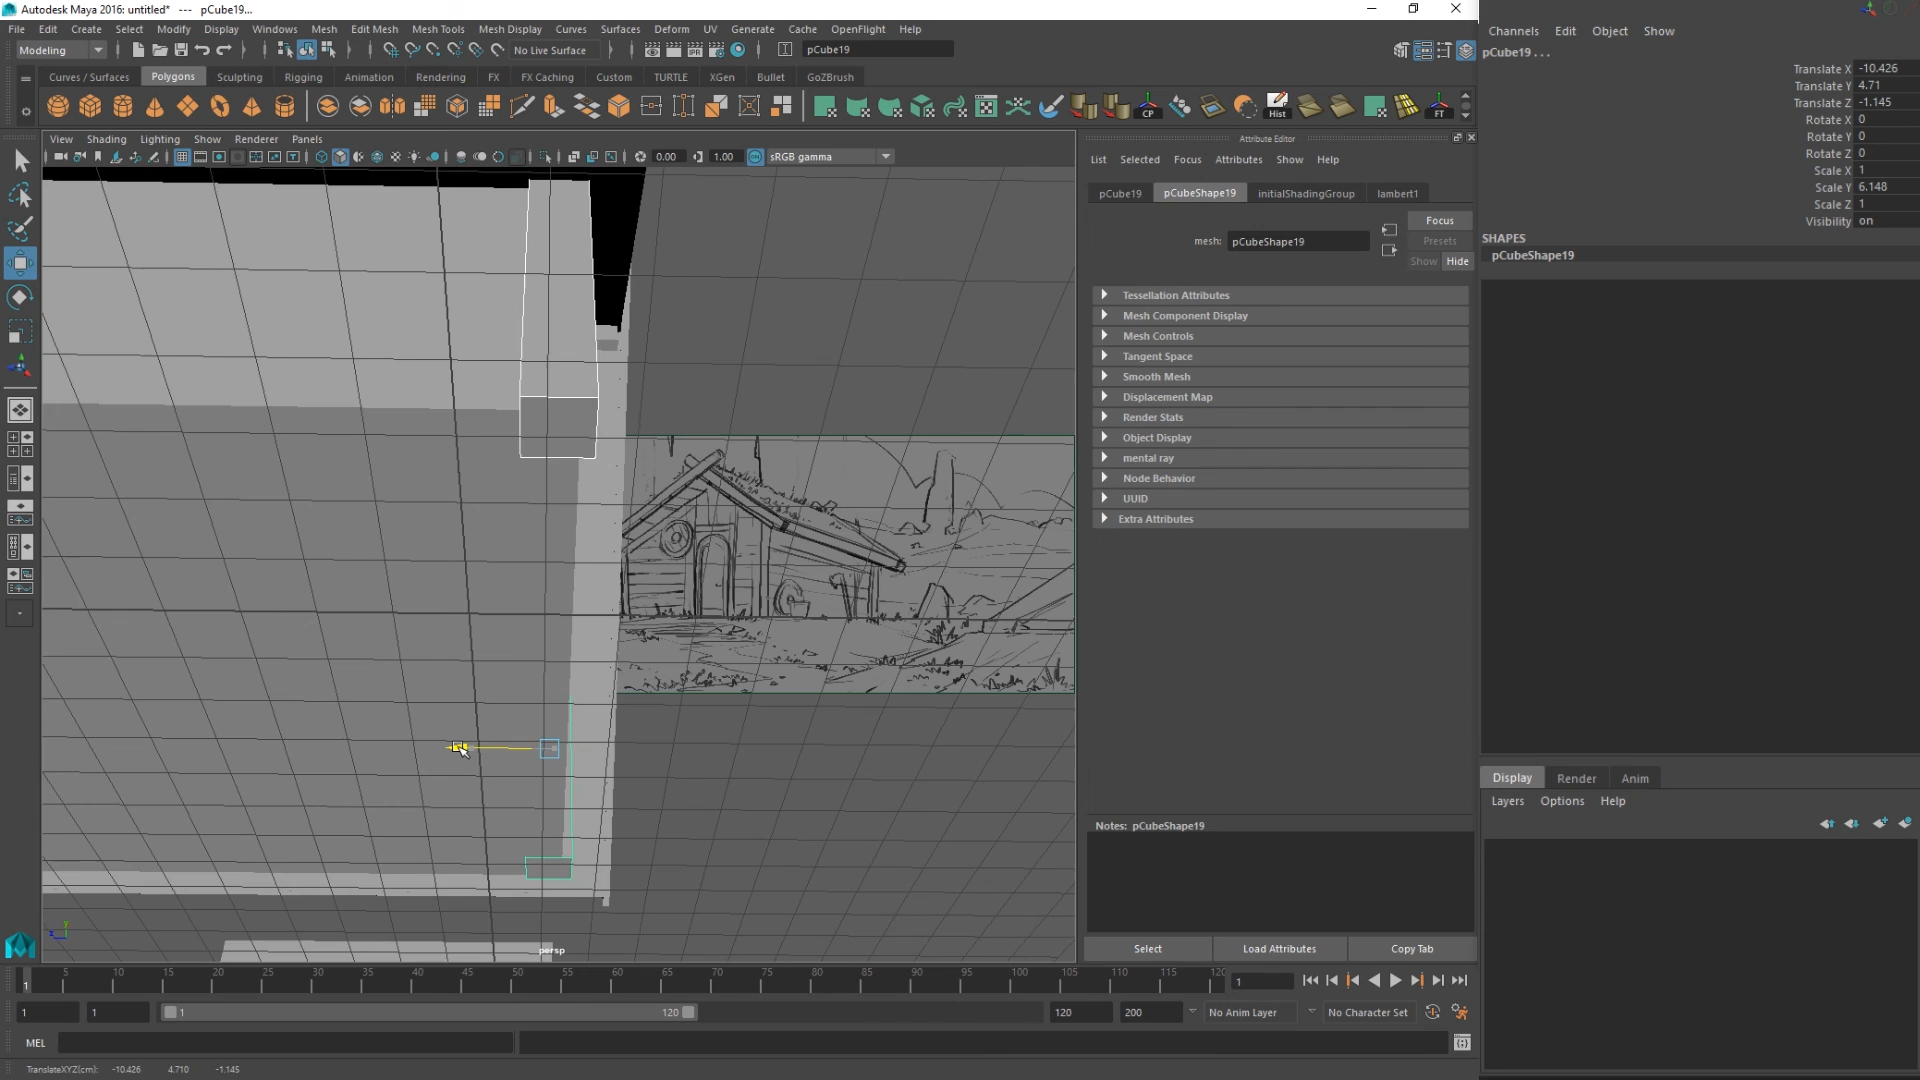 Autodesk Maya 2016: untitled* --- pCube19...
File Edit Create Select Modify Display Windows Mesh Edit Mesh Mesh Tools Mesh Display Curves Surfaces Deform UV Generate Cache OpenFlight Help
Modeling No Live Surface pCube19
Curves / Surfaces Polygons Sculpting Rigging Animation Rendering FX FX Caching Custom TURTLE XGen Bullet GoZBrush
CP Hist FT
View Shading Lighting Show Renderer Panels
0.00 1.00 sRGB gamma
persp
Attribute Editor
List Selected Focus Attributes Show Help
pCube19 pCubeShape19 initialShadingGroup lambert1
Focus
mesh: pCubeShape19 Presets
Show Hide
Tessellation Attributes
Mesh Component Display
Mesh Controls
Tangent Space
Smooth Mesh
Displacement Map
Render Stats
Object Display
mental ray
Node Behavior
UUID
Extra Attributes
Notes: pCubeShape19
Select Load Attributes Copy Tab
Channels Edit Object Show
pCube19 . . .
Translate X -10.426
Translate Y 4.71
Translate Z -1.145
Rotate X 0
Rotate Y 0
Rotate Z 0
Scale X 1
Scale Y 6.148
Scale Z 1
Visibility on
SHAPES
pCubeShape19
Display Render Anim
Layers Options Help
5 10 15 20 25 30 35 40 45 50 55 60 65 70 75 80 85 90 95 100 105 110 115 120
1 1
1 1 1 120 120 200 No Anim Layer No Character Set
MEL
TranslateXYZ(cm): -10.426 4.710 -1.145